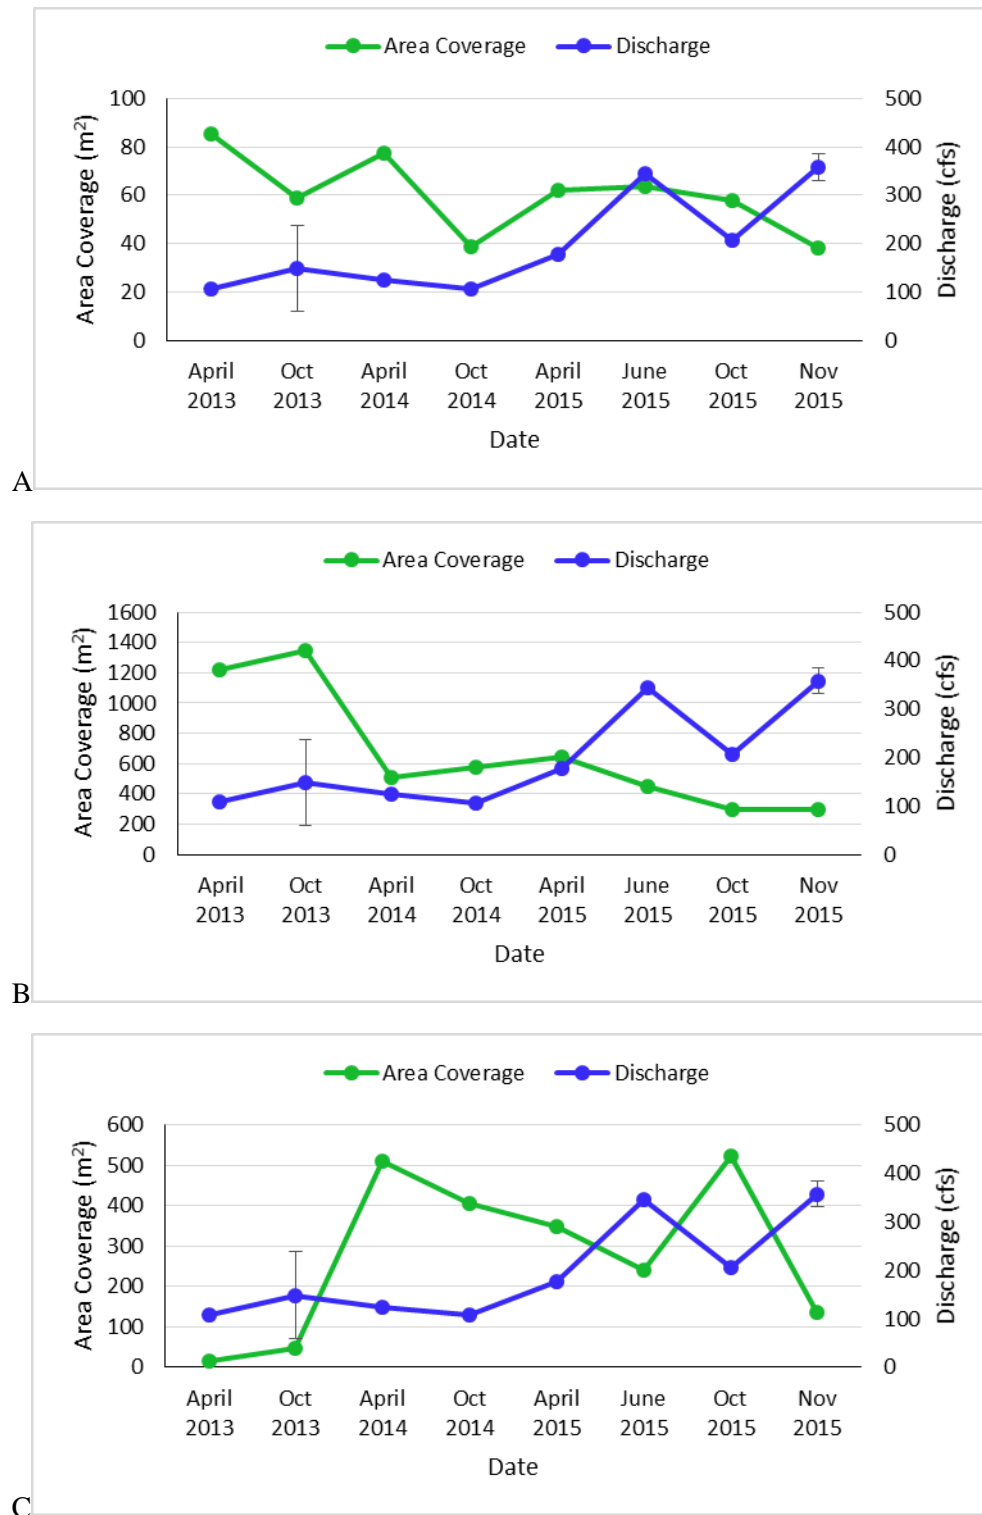 Area Coverage Discharge
100 500
80 400
60 300
40 200
20 100
0 0
Area Coverage (m²)
Discharge (cfs)
April Oct April Oct April June Oct Nov
2013 2013 2014 2014 2015 2015 2015 2015
Date
A
Area Coverage Discharge
1600 500
1400
1200 400
1000 300
800
600 200
400 100
200
0 0
Area Coverage (m²)
Discharge (cfs)
April Oct April Oct April June Oct Nov
2013 2013 2014 2014 2015 2015 2015 2015
Date
B
Area Coverage Discharge
600 500
500 400
400 300
300
200 200
100 100
0 0
Area Coverage (m²)
Discharge (cfs)
April Oct April Oct April June Oct Nov
2013 2013 2014 2014 2015 2015 2015 2015
Date
C